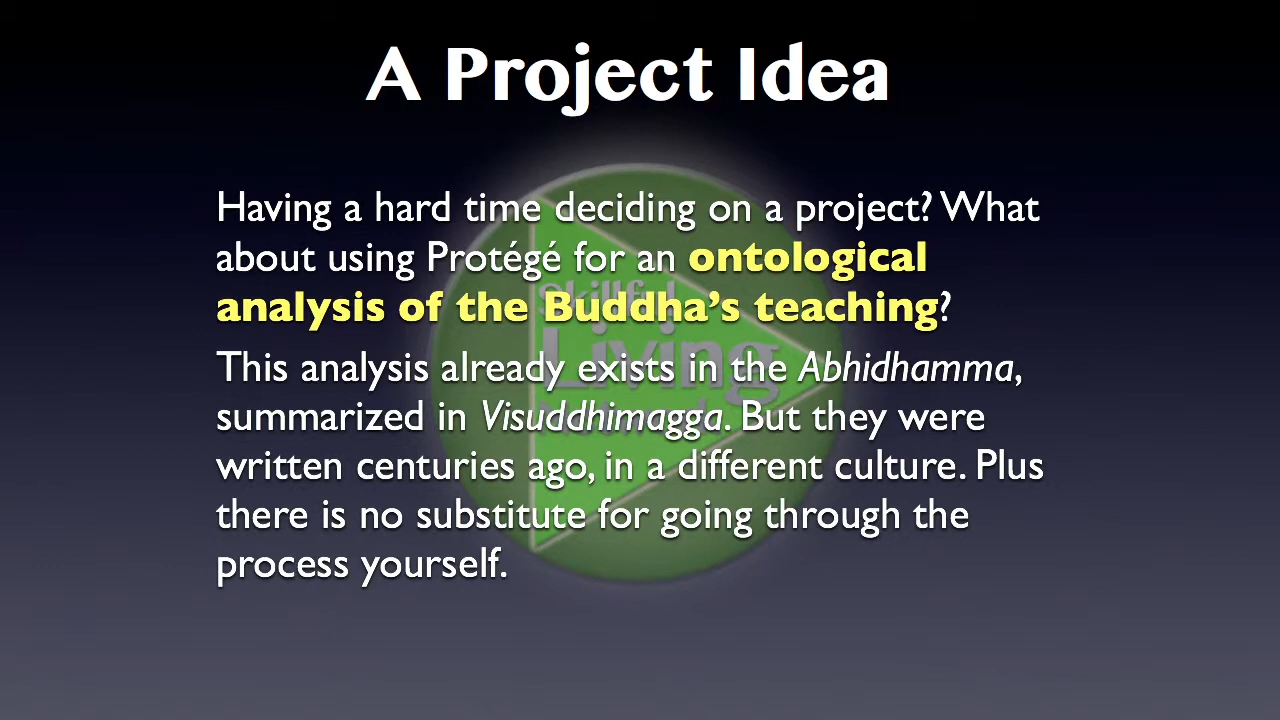 A Project Idea
Having a hard time deciding on a project? What
about using Protégé for an ontological
analysis of the Buddha’s teaching?
This analysis already exists in the Abhidhamma,
summarized in Visuddhimagga. But they were
written centuries ago, in a different culture. Plus
there is no substitute for going through the
process yourself.
Skillful
Living